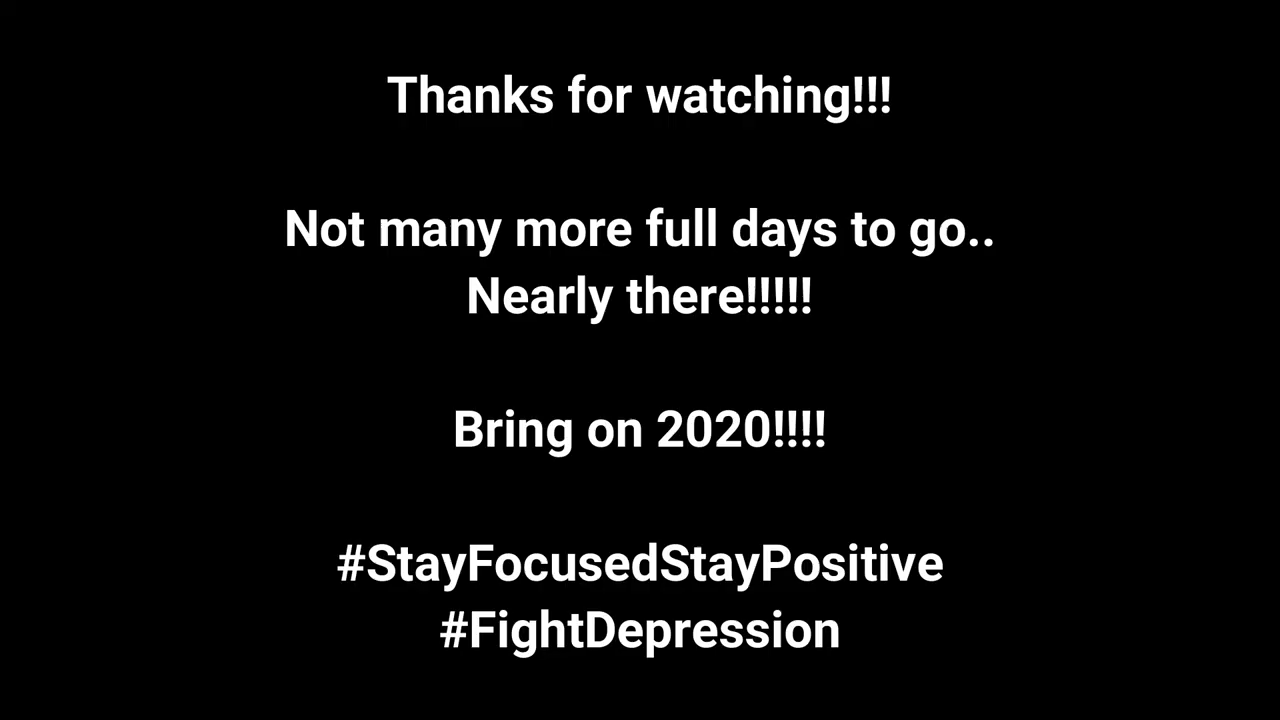 Thanks for watching!!!
Not many more full days to go..
Nearly there!!!!!
Bring on 2020!!!!
#StayFocusedStayPositive
#FightDepression